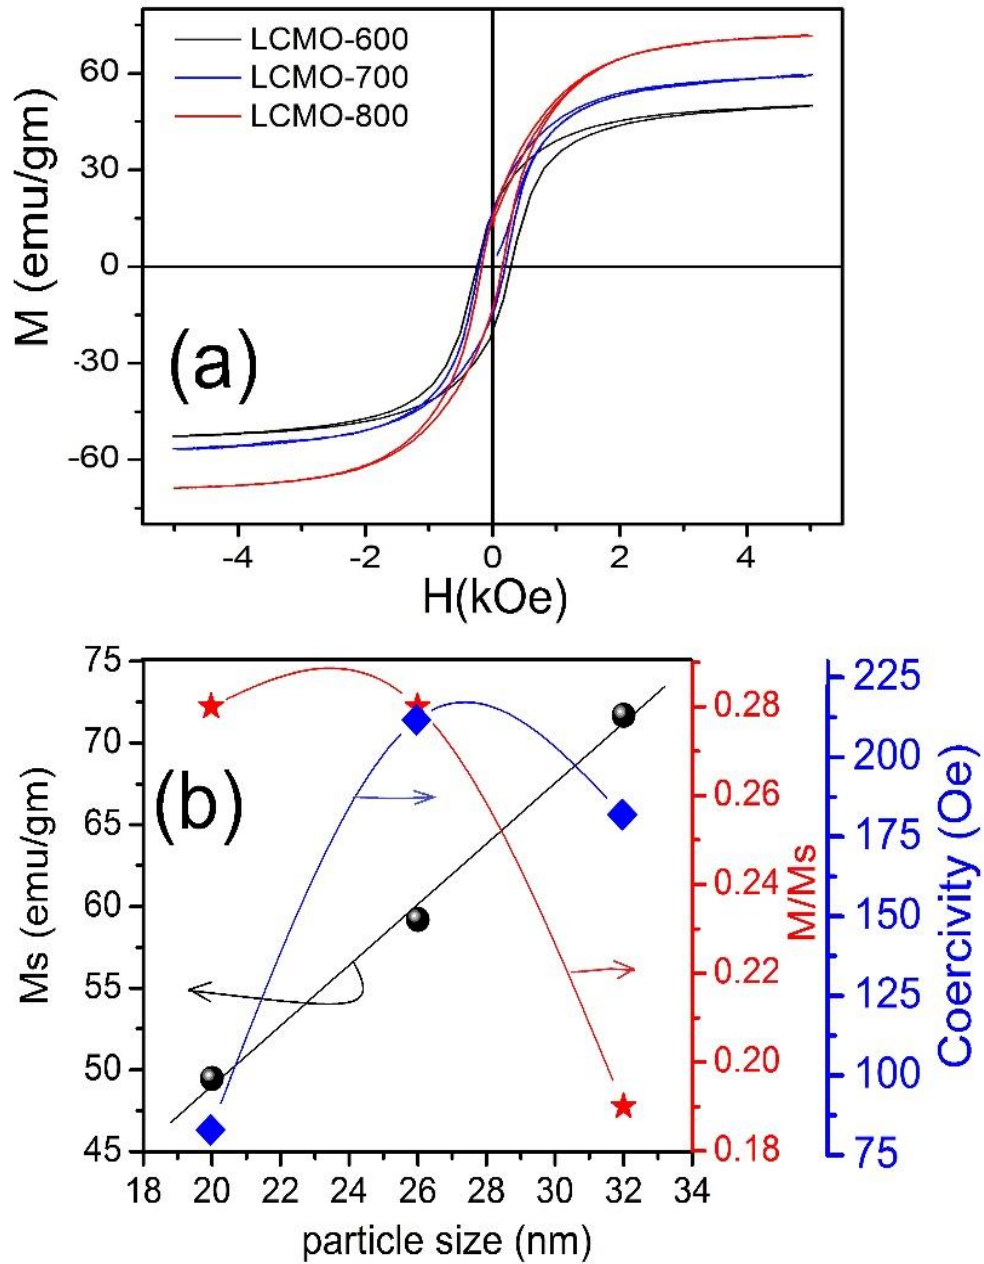 LCMO-600
LCMO-700
LCMO-800
60
30
0
-30
-60
M (emu/gm)
(a)
-4 -2 0 2 4
H(kOe)
75
70
65
60
55
50
45
Ms (emu/gm)
(b)
0.28
0.26
0.24
0.22
0.20
0.18
M/Ms
225
200
175
150
125
100
75
Coercivity (Oe)
18 20 22 24 26 28 30 32 34
particle size (nm)